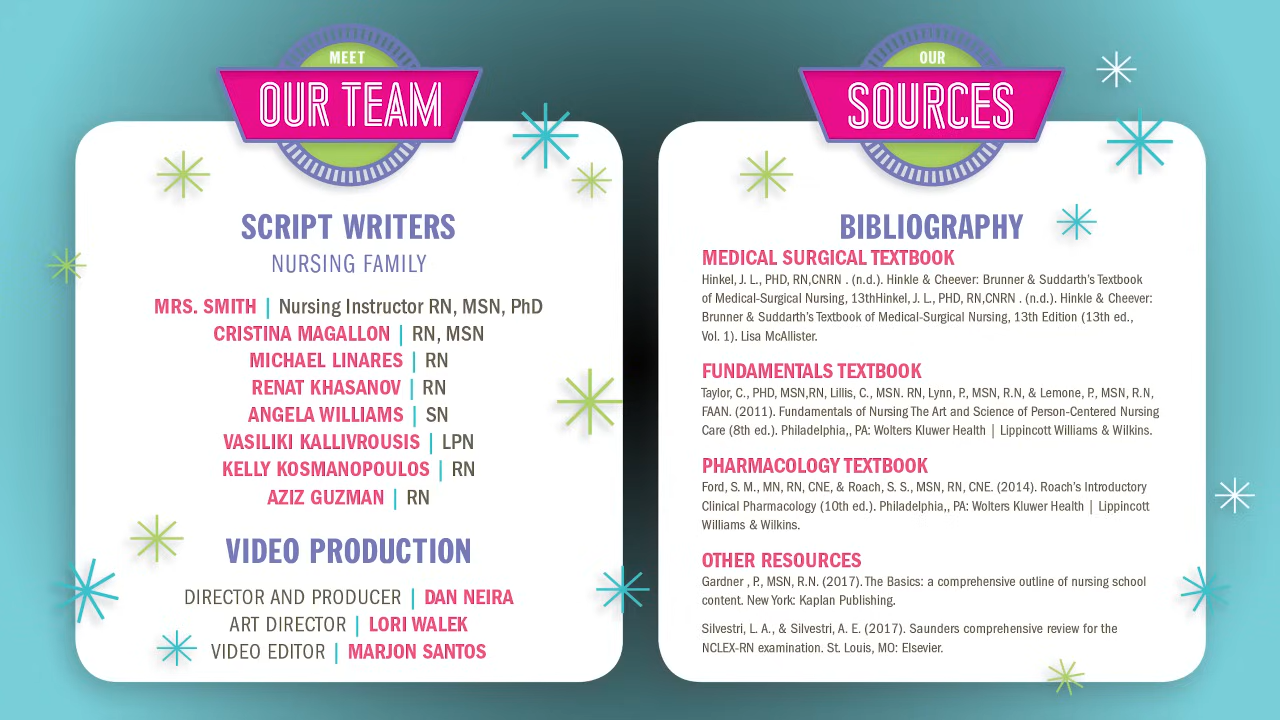 MEET
OUR TEAM
SCRIPT WRITERS
NURSING FAMILY
MRS. SMITH | Nursing Instructor RN, MSN, PhD
CRISTINA MAGALLON | RN, MSN
MICHAEL LINARES | RN
RENAT KHASANOV | RN
ANGELA WILLIAMS | SN
VASILIKI KALLIVROUSIS | LPN
KELLY KOSMANOPOULOS | RN
AZIZ GUZMAN | RN
VIDEO PRODUCTION
DIRECTOR AND PRODUCER | DAN NEIRA
ART DIRECTOR | LORI WALEK
VIDEO EDITOR | MARJON SANTOS
OUR
SOURCES
BIBLIOGRAPHY
MEDICAL SURGICAL TEXTBOOK
Hinkel, J. L., PHD, RN,CNRN . (n.d.). Hinkle & Cheever: Brunner & Suddarth's Textbook
of Medical-Surgical Nursing, 13thHinkel, J. L., PHD, RN,CNRN . (n.d.). Hinkle & Cheever:
Brunner & Suddarth's Textbook of Medical-Surgical Nursing, 13th Edition (13th ed.,
Vol. 1). Lisa McAllister.
FUNDAMENTALS TEXTBOOK
Taylor, C., PHD, MSN,RN, Lillis, C., MSN. RN, Lynn, P., MSN, R.N, & Lemone, P., MSN, R.N,
FAAN. (2011). Fundamentals of Nursing The Art and Science of Person-Centered Nursing
Care (8th ed.). Philadelphia,, PA: Wolters Kluwer Health | Lippincott Williams & Wilkins.
PHARMACOLOGY TEXTBOOK
Ford, S. M., MN, RN, CNE, & Roach, S. S., MSN, RN, CNE. (2014). Roach's Introductory
Clinical Pharmacology (10th ed.). Philadelphia,, PA: Wolters Kluwer Health | Lippincott
Williams & Wilkins.
OTHER RESOURCES
Gardner , P., MSN, R.N. (2017). The Basics: a comprehensive outline of nursing school
content. New York: Kaplan Publishing.
Silvestri, L. A., & Silvestri, A. E. (2017). Saunders comprehensive review for the
NCLEX-RN examination. St. Louis, MO: Elsevier.